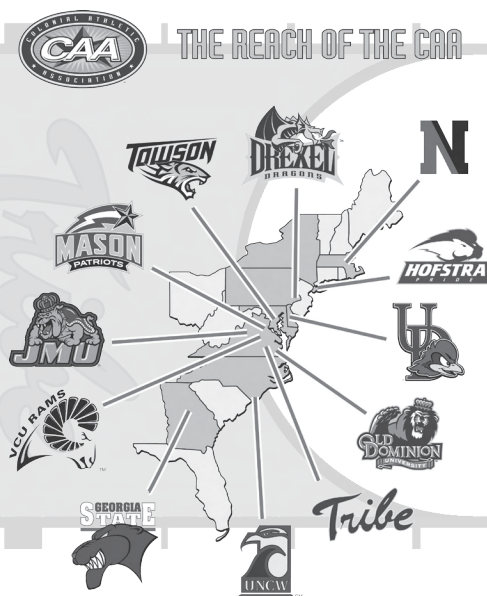 COLONIAL ATHLETIC
CAA
ASSOCIATION
THE REACH OF THE CAA
TOWSON
DREXEL
DRAGONS
N
MASON
PATRIOTS
HOFSTRA
PRIDE
JMU
UD
VCU RAMS
TM
OLD DOMINION
UNIVERSITY
GEORGIA
STATE
Tribe
UNCW